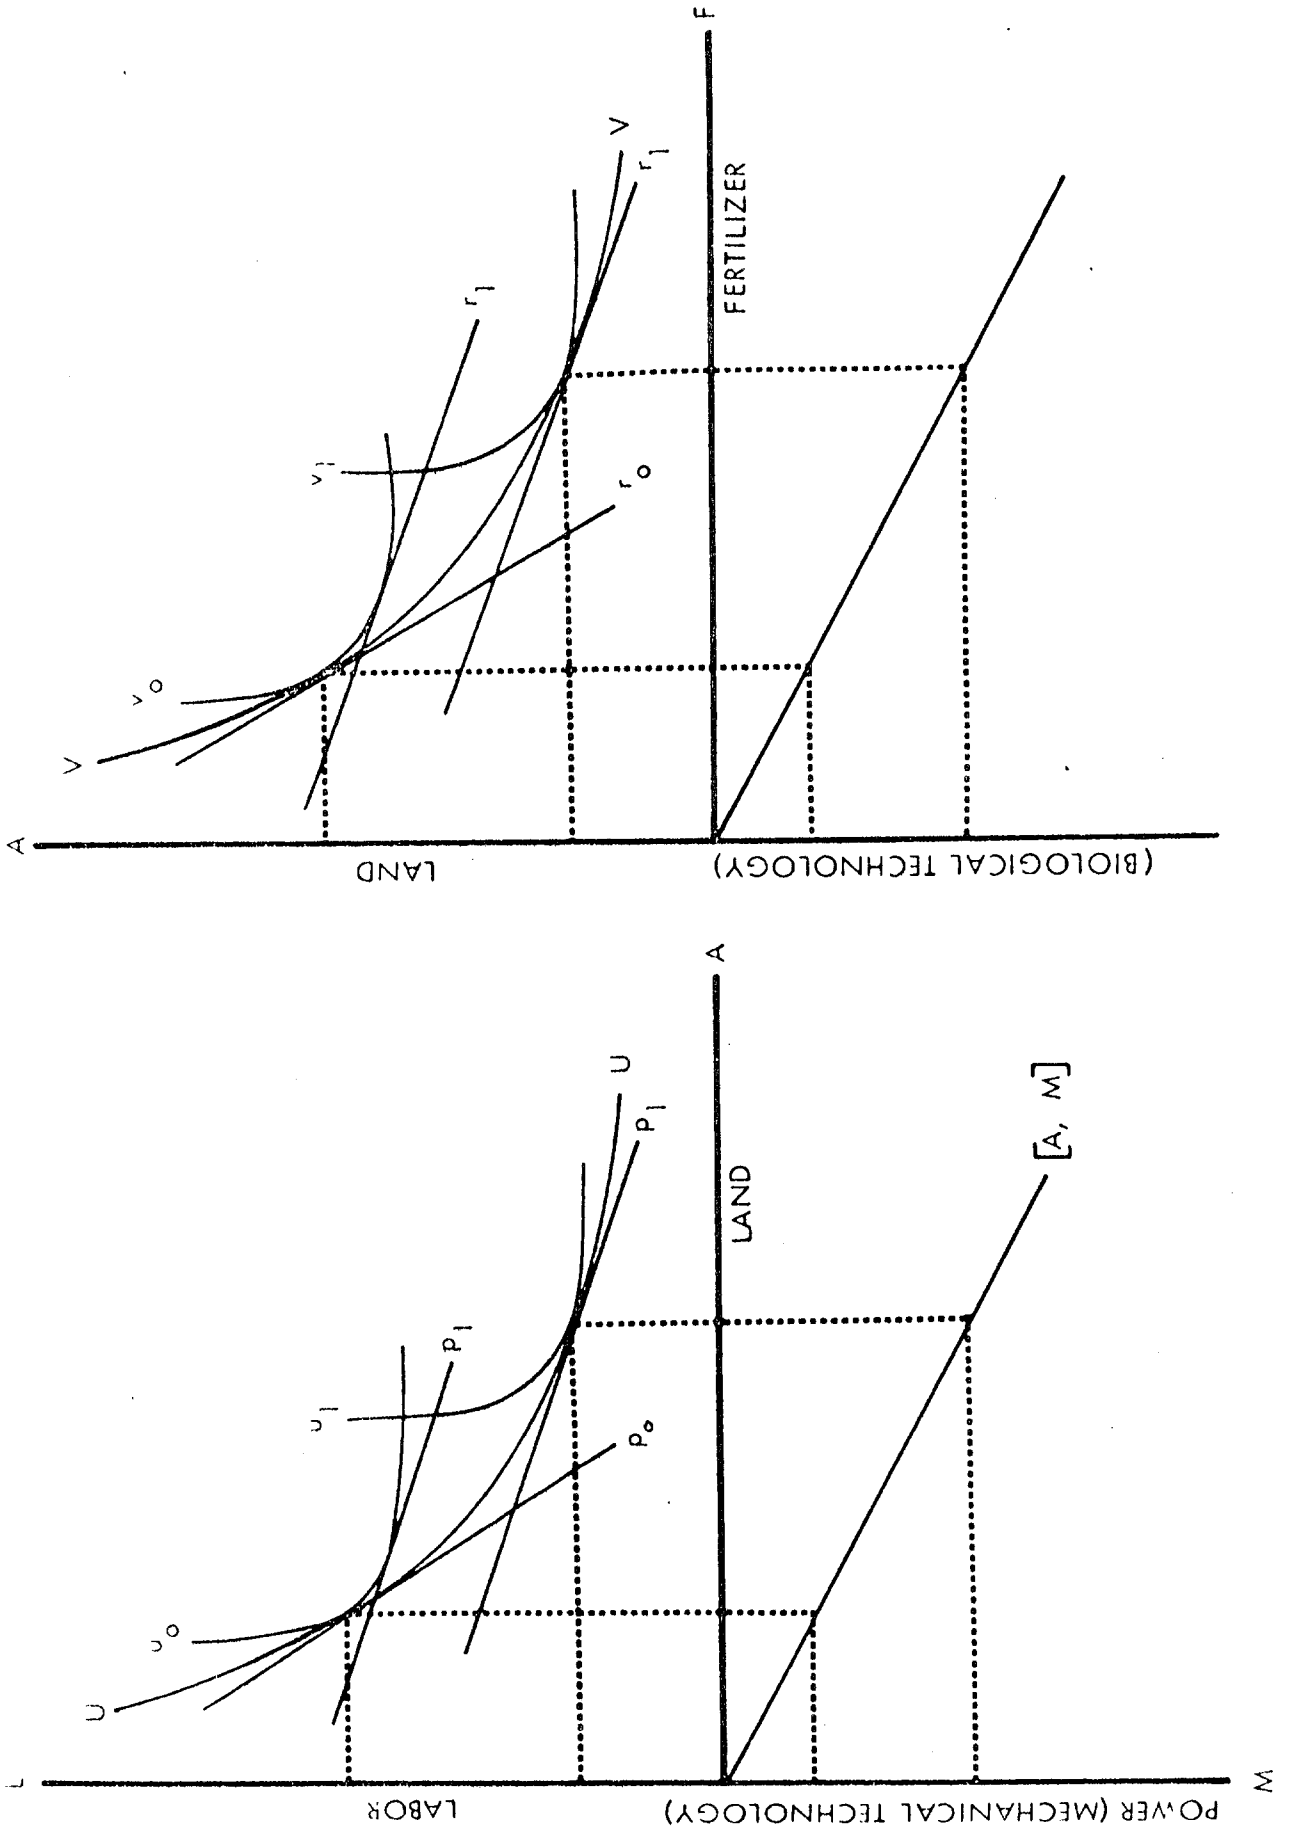 A
LAND
(BIOLOGICAL TECHNOLOGY)
V
v0
v1
r1
r0
V
r1
F
FERTILIZER
L
LABOR
POWER (MECHANICAL TECHNOLOGY)
M
U
u0
u1
p1
p0
U
p1
A
LAND
[A, M]